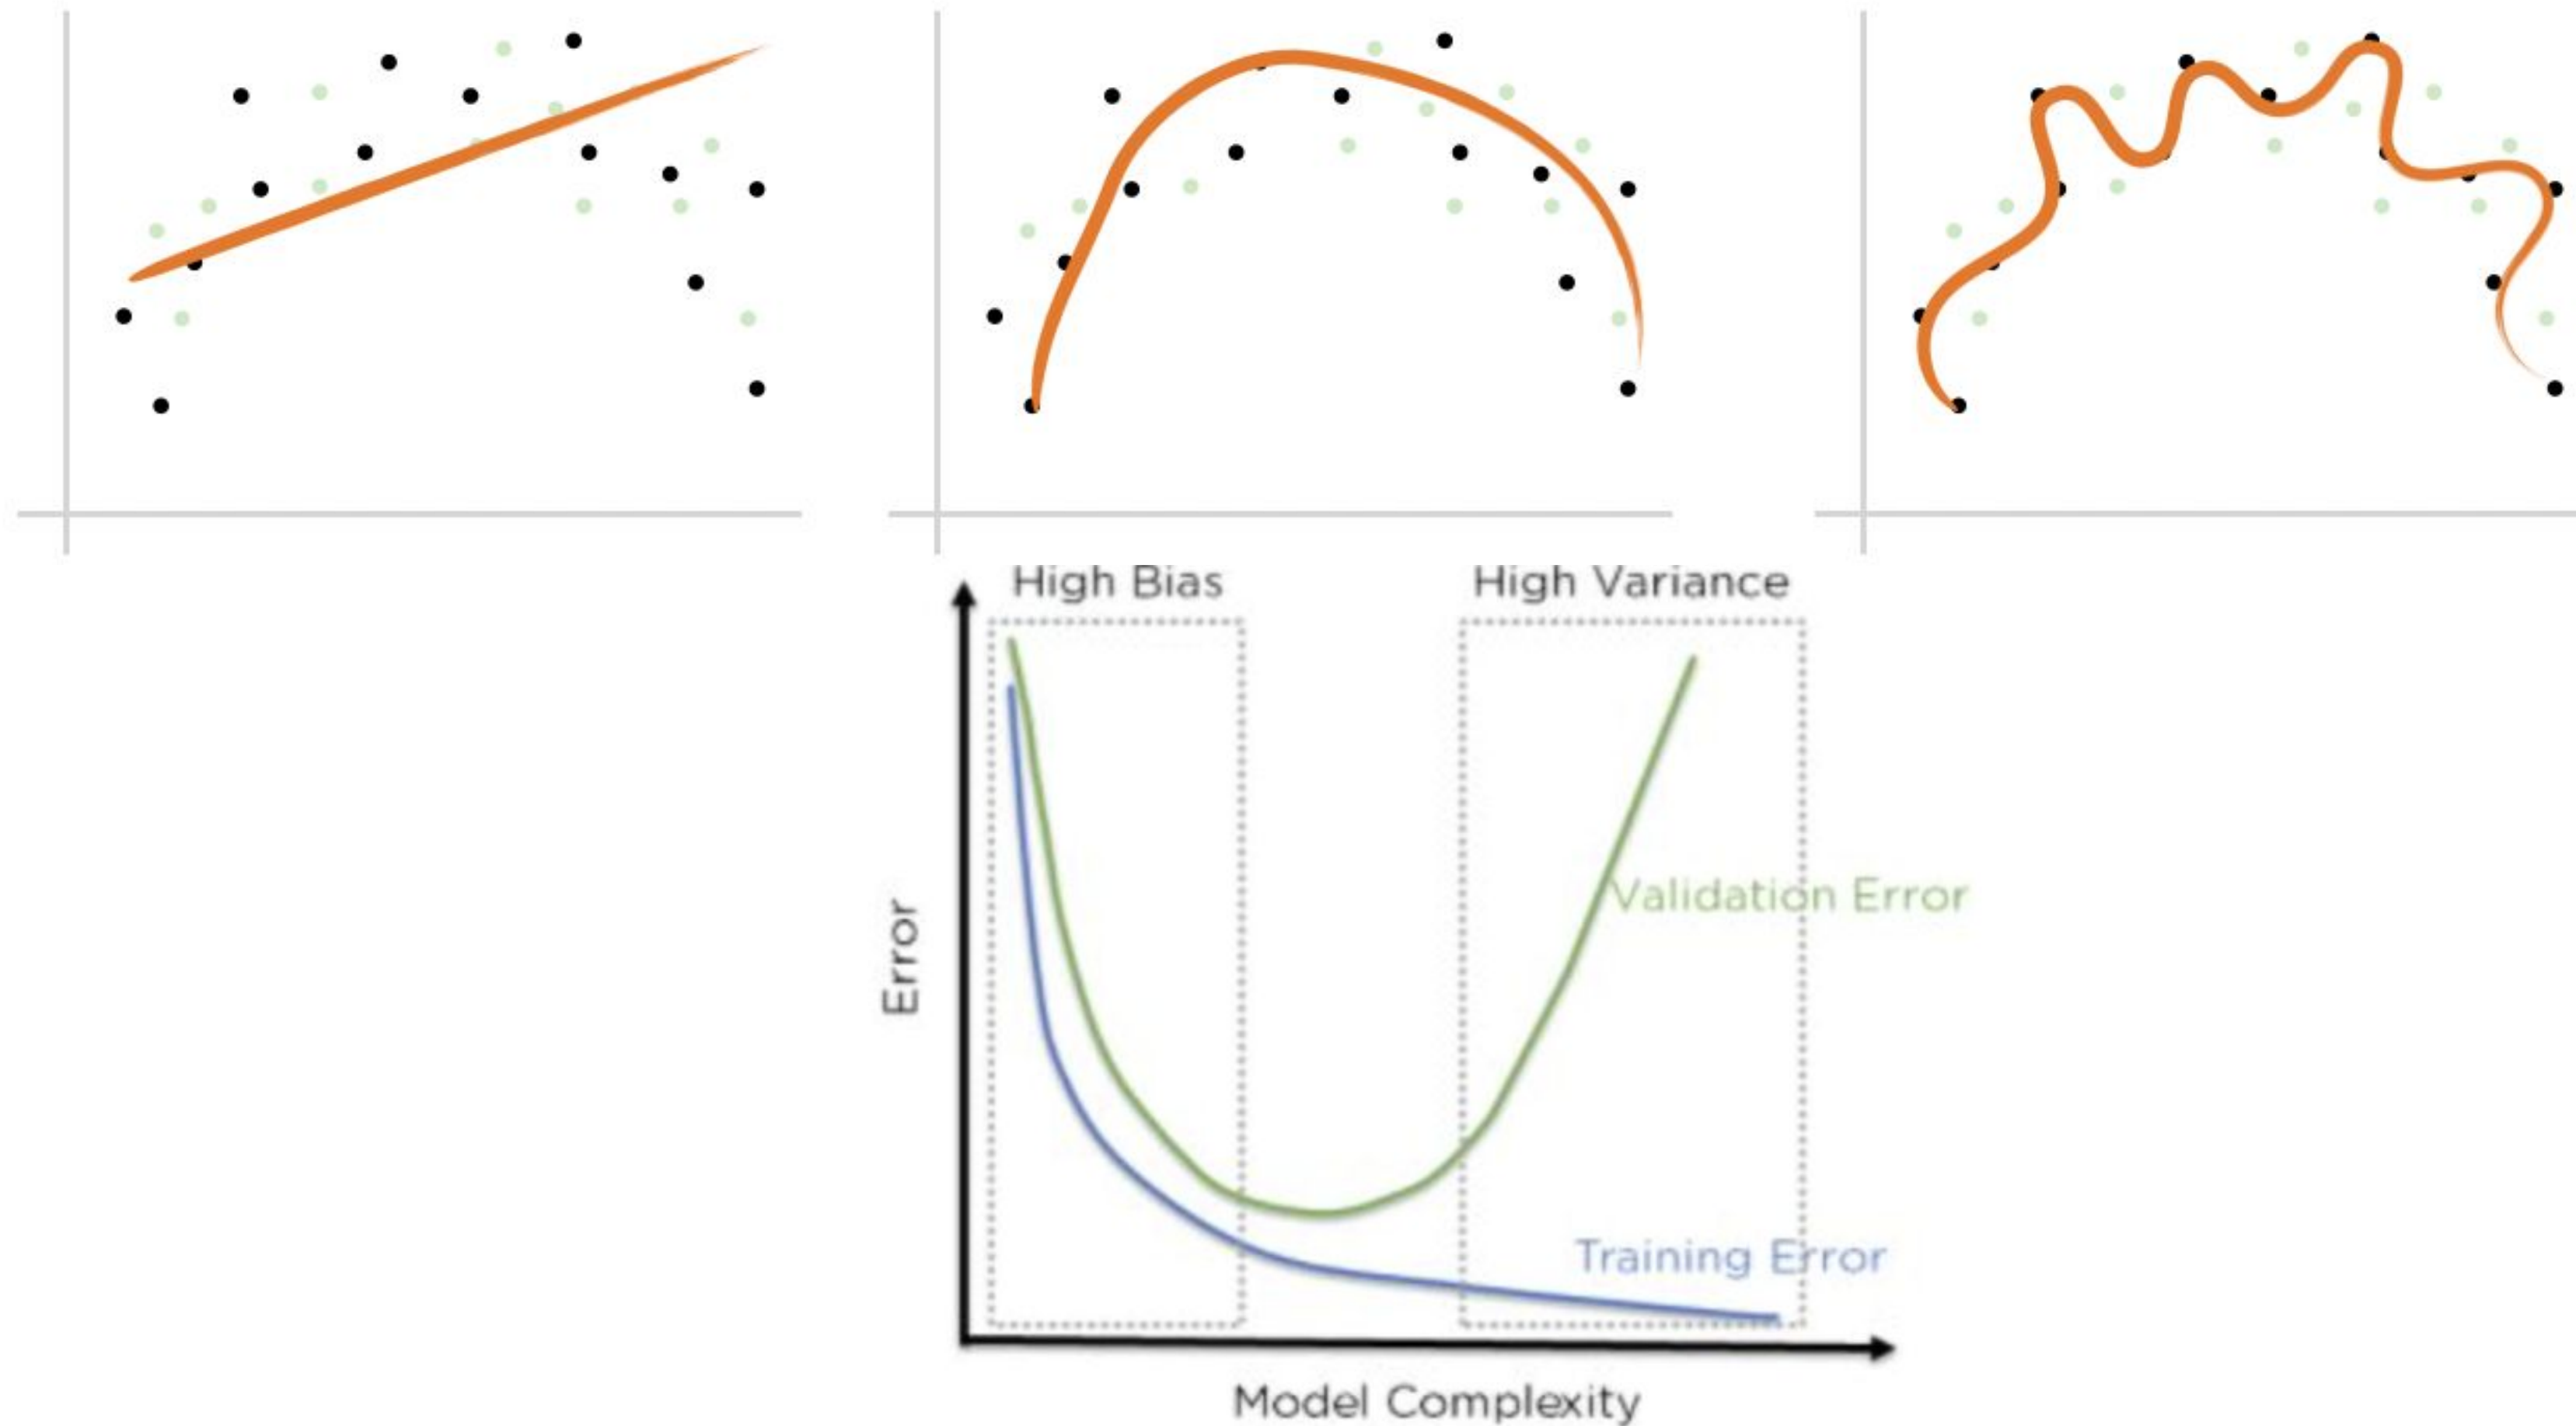 High Bias
High Variance
Error
Validation Error
Training Error
Model Complexity